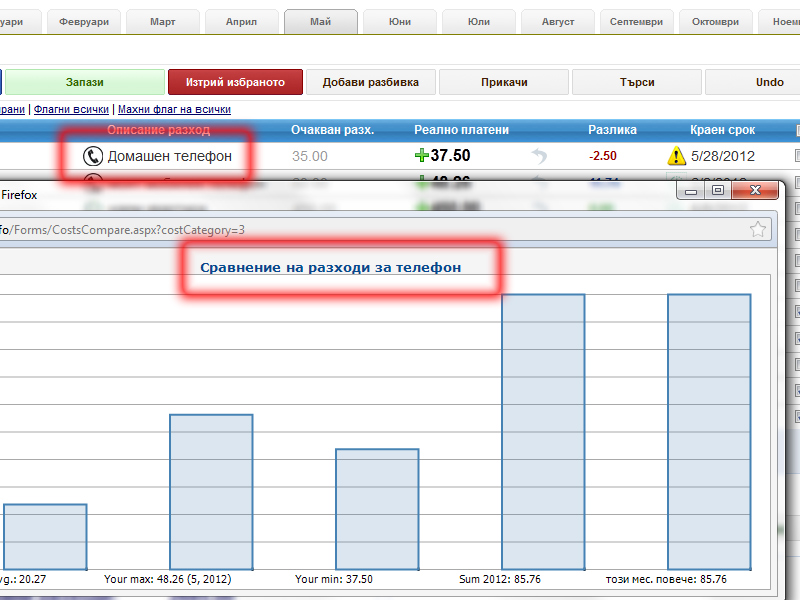 уари Февруари Март Април Май Юни Юли Август Септември Октомври Ноем
Запази Изтрий избраното Добави разбивка Прикачи Търси Undo
рани | Флагни всички | Махни флаг на всички
Описание разход Очакван разх. Реално платени Разлика Краен срок
Домашен телефон 35.00 37.50 -2.50 5/28/2012
48.26
Firefox
fo/Forms/CostsCompare.aspx?costCategory=3
Сравнение на разходи за телефон
vg.: 20.27 Your max: 48.26 (5, 2012) Your min: 37.50 Sum 2012: 85.76 този мес. повече: 85.76